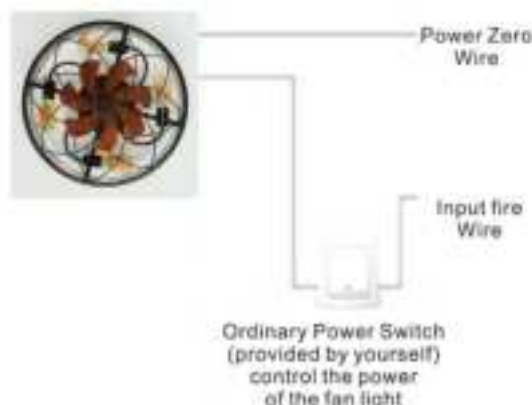 Power Zero
Wire
Input fire
Wire
Ordinary Power Switch
(provided by yourself)
control the power
of the fan light